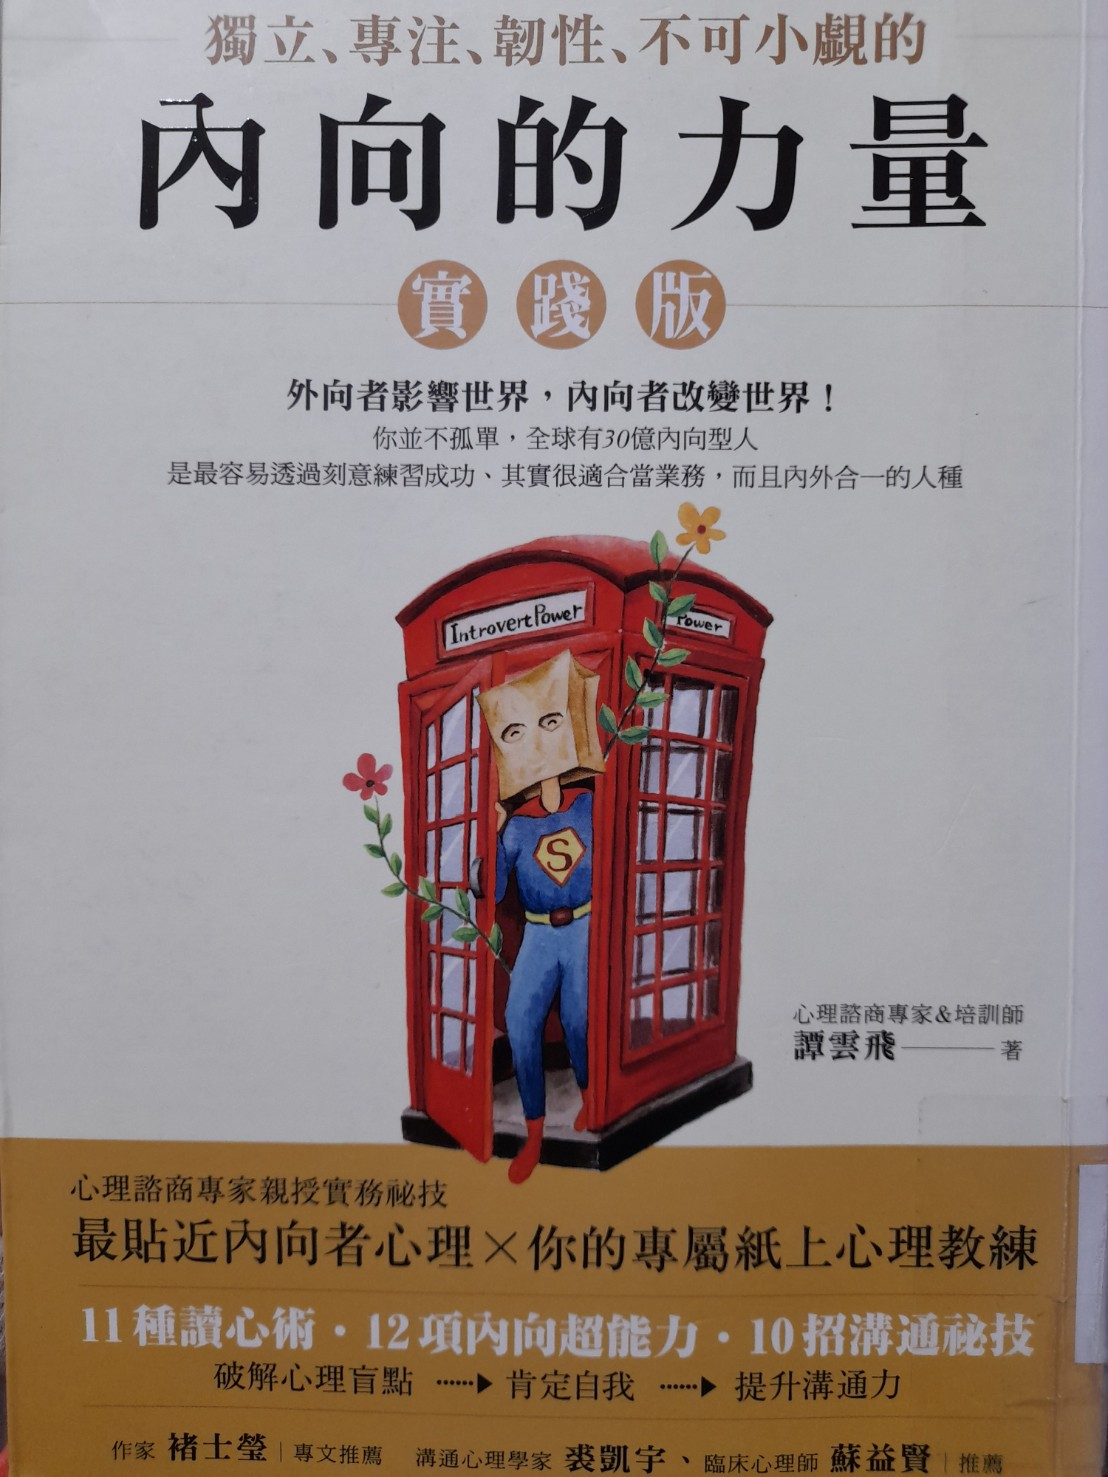 獨立、專注、韌性、不可小覷的
內向的力量
實踐版
外向者影響世界，內向者改變世界！
你並不孤單，全球有30億內向型人
是最容易透過刻意練習成功、其實很適合當業務，而且內外合一的人種
Introvert Power
Power
S
心理諮商專家&培訓師
譚雲飛 著
心理諮商專家親授實務祕技
最貼近內向者心理×你的專屬紙上心理教練
11種讀心術・12項內向超能力・10招溝通祕技
破解心理盲點 ······▶ 肯定自我 ······▶ 提升溝通力
作家 褚士瑩｜專文推薦 溝通心理學家 裘凱宇、臨床心理師 蘇益賢｜推薦